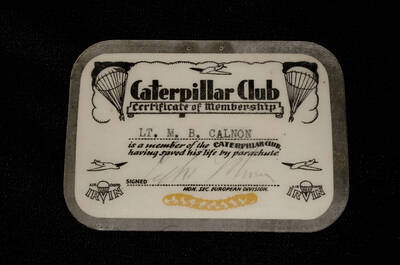 Caterpillar Club
Certificate of Membership
LT. M. B. CALNON
is a member of the CATERPILLAR CLUB,
having saved his life by parachute
SIGNED
HON. SEC. EUROPEAN DIVISION.
IRVIN IRVIN